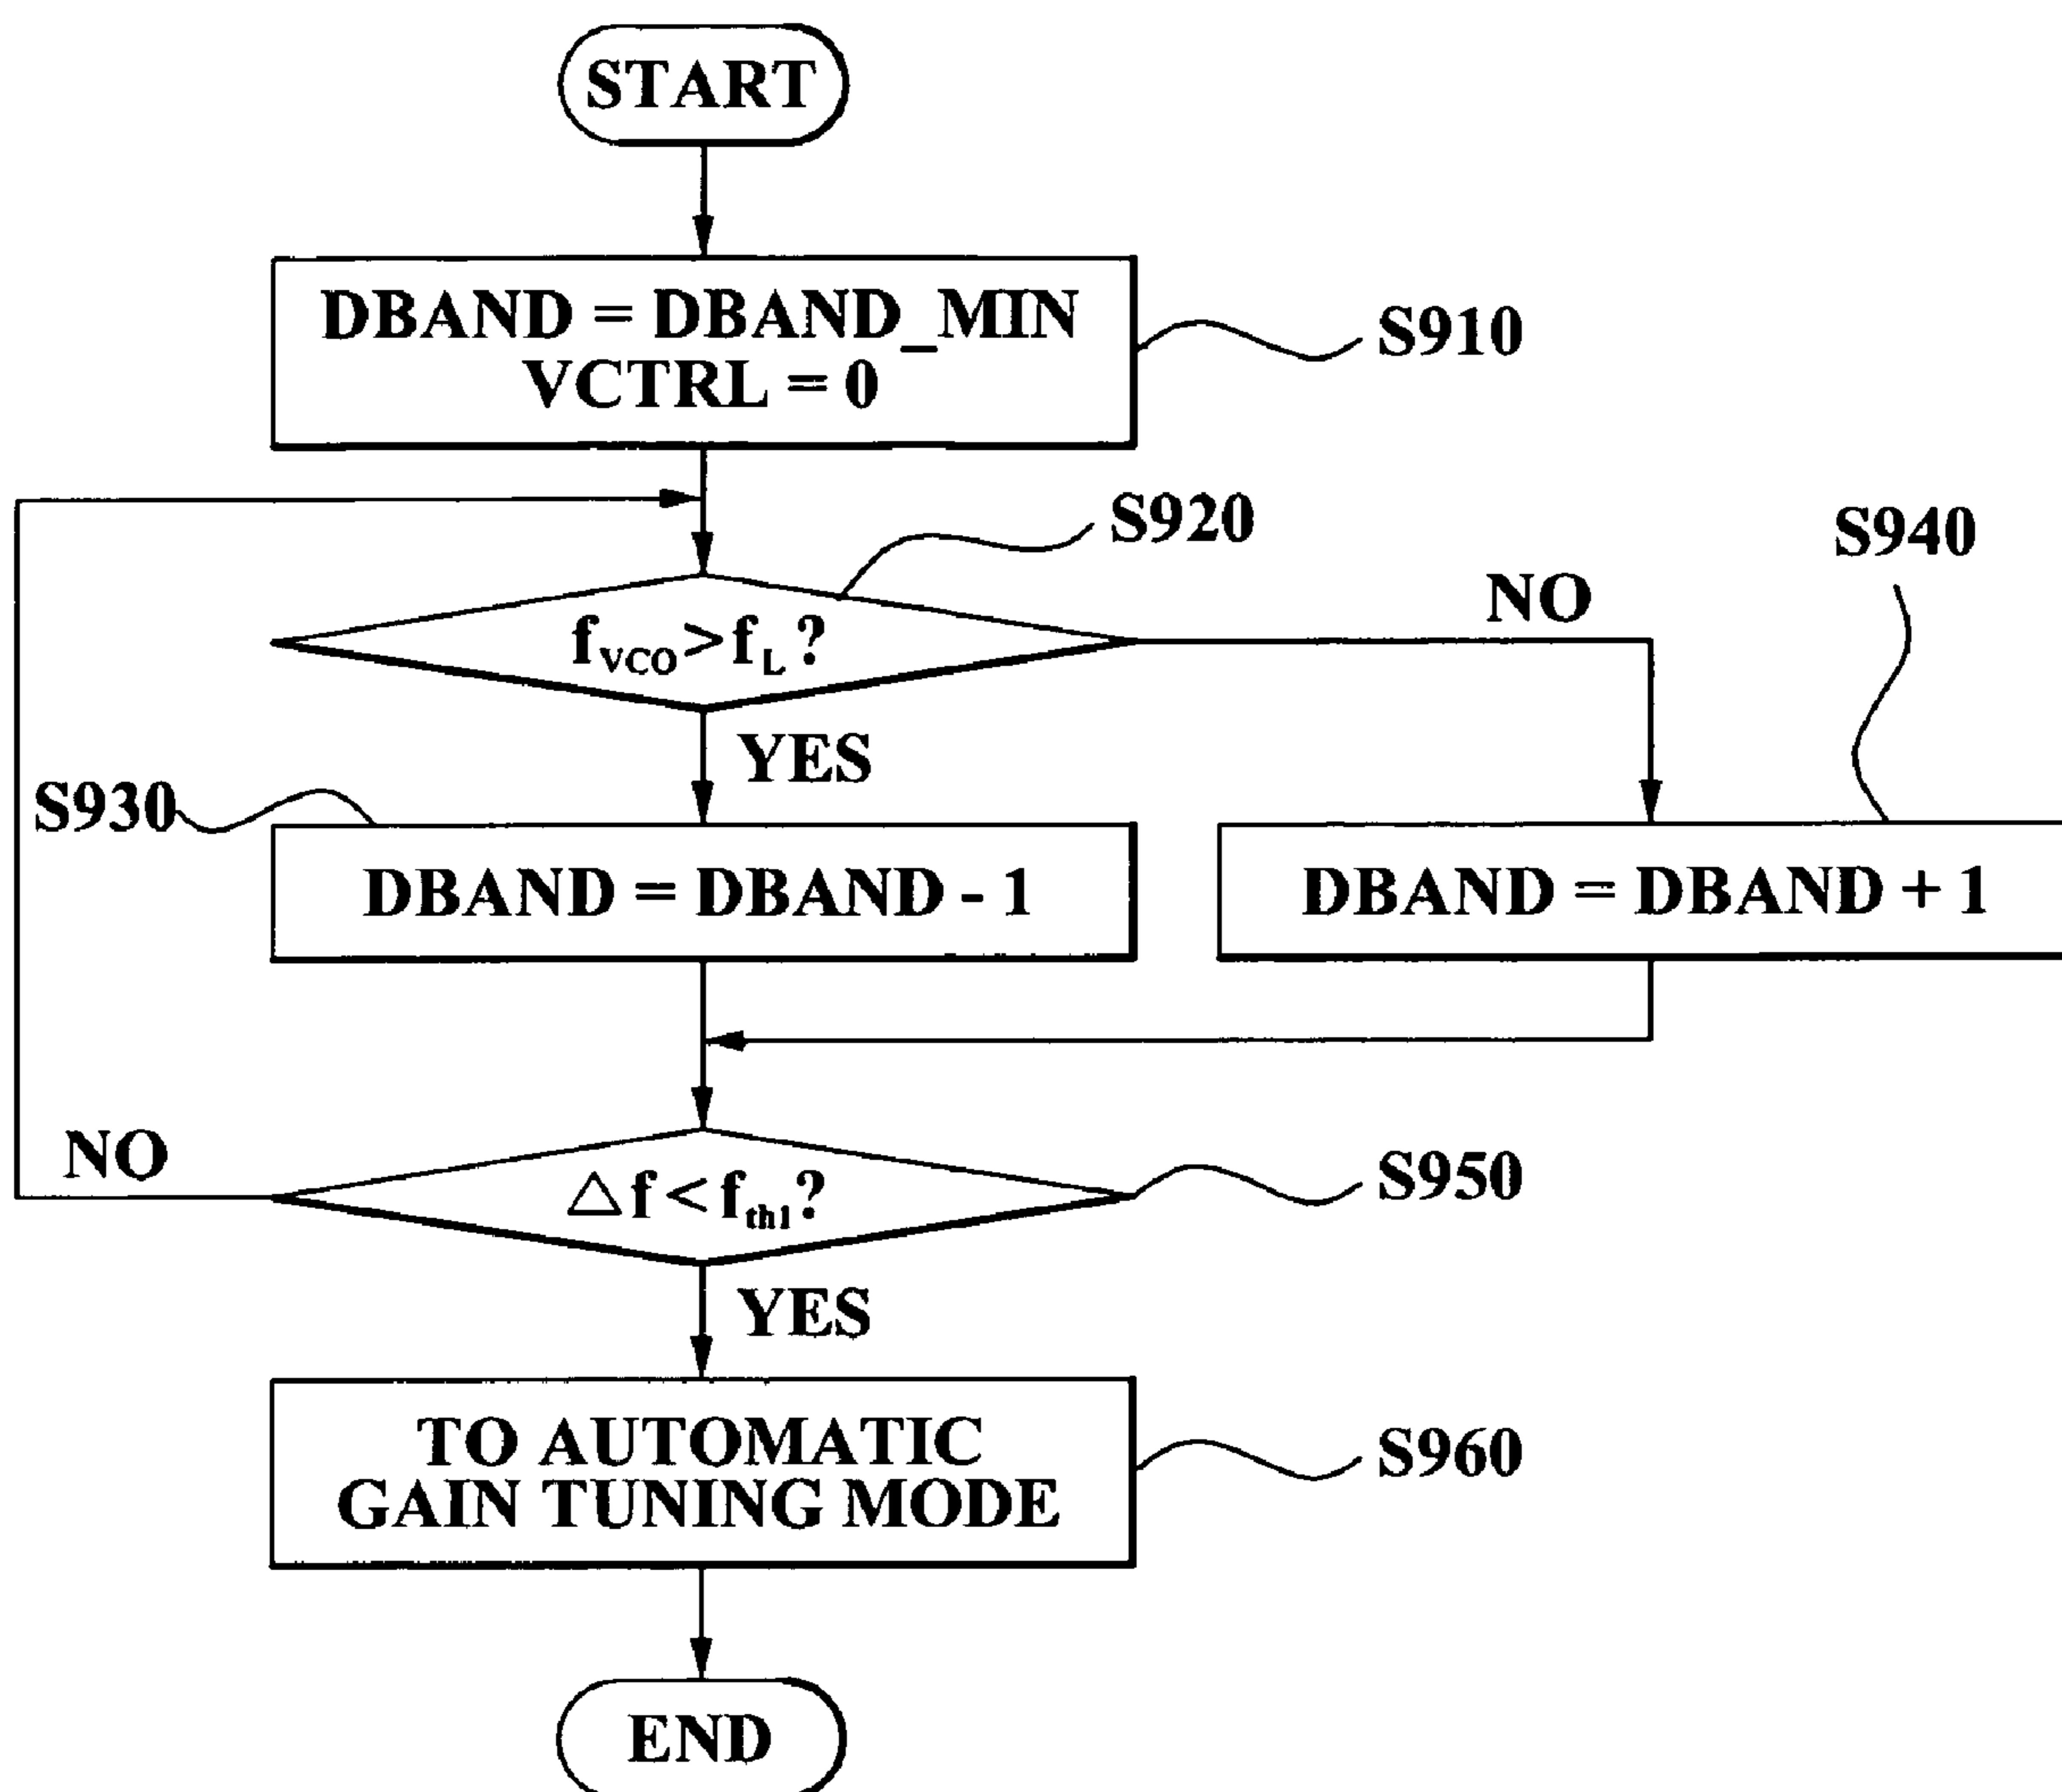 START
DBAND = DBAND_MIN
VCTRL = 0
S910
S920
S940
fVCO > fL ?
NO
YES
S930
DBAND = DBAND - 1
DBAND = DBAND + 1
NO
△f < fth1 ?
S950
YES
TO AUTOMATIC
GAIN TUNING MODE
S960
END